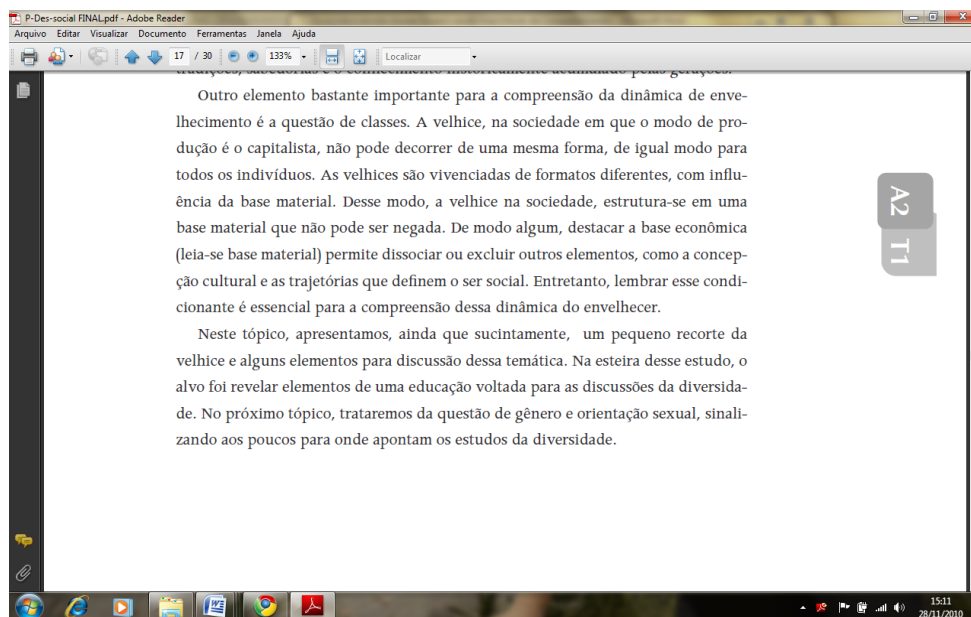 P-Des-social FINAL.pdf - Adobe Reader
Arquivo Editar Visualizar Documento Ferramentas Janela Ajuda
17 / 30 133% Localizar
tradições, sabedorias e o conhecimento historicamente acumulado pelas gerações.
Outro elemento bastante importante para a compreensão da dinâmica de enve-
lhecimento é a questão de classes. A velhice, na sociedade em que o modo de pro-
dução é o capitalista, não pode decorrer de uma mesma forma, de igual modo para
todos os indivíduos. As velhices são vivenciadas de formatos diferentes, com influ-
ência da base material. Desse modo, a velhice na sociedade, estrutura-se em uma
base material que não pode ser negada. De modo algum, destacar a base econômica
(leia-se base material) permite dissociar ou excluir outros elementos, como a concep-
ção cultural e as trajetórias que definem o ser social. Entretanto, lembrar esse condi-
cionante é essencial para a compreensão dessa dinâmica do envelhecer.
Neste tópico, apresentamos, ainda que sucintamente, um pequeno recorte da
velhice e alguns elementos para discussão dessa temática. Na esteira desse estudo, o
alvo foi revelar elementos de uma educação voltada para as discussões da diversida-
de. No próximo tópico, trataremos da questão de gênero e orientação sexual, sinali-
zando aos poucos para onde apontam os estudos da diversidade.
A2 T1
15:11
28/11/2010